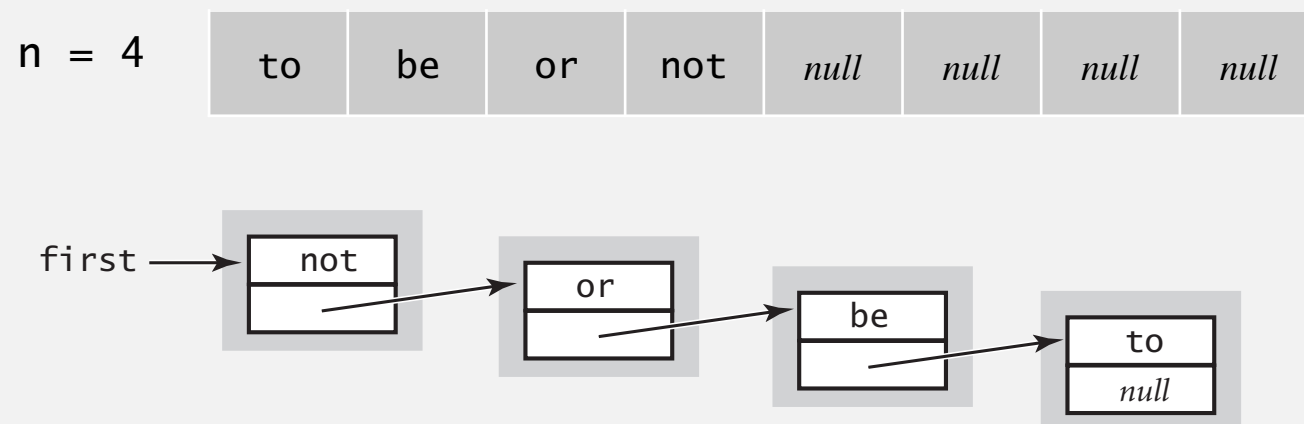 n = 4 to be or not null null null null
first not
or
be
to
null